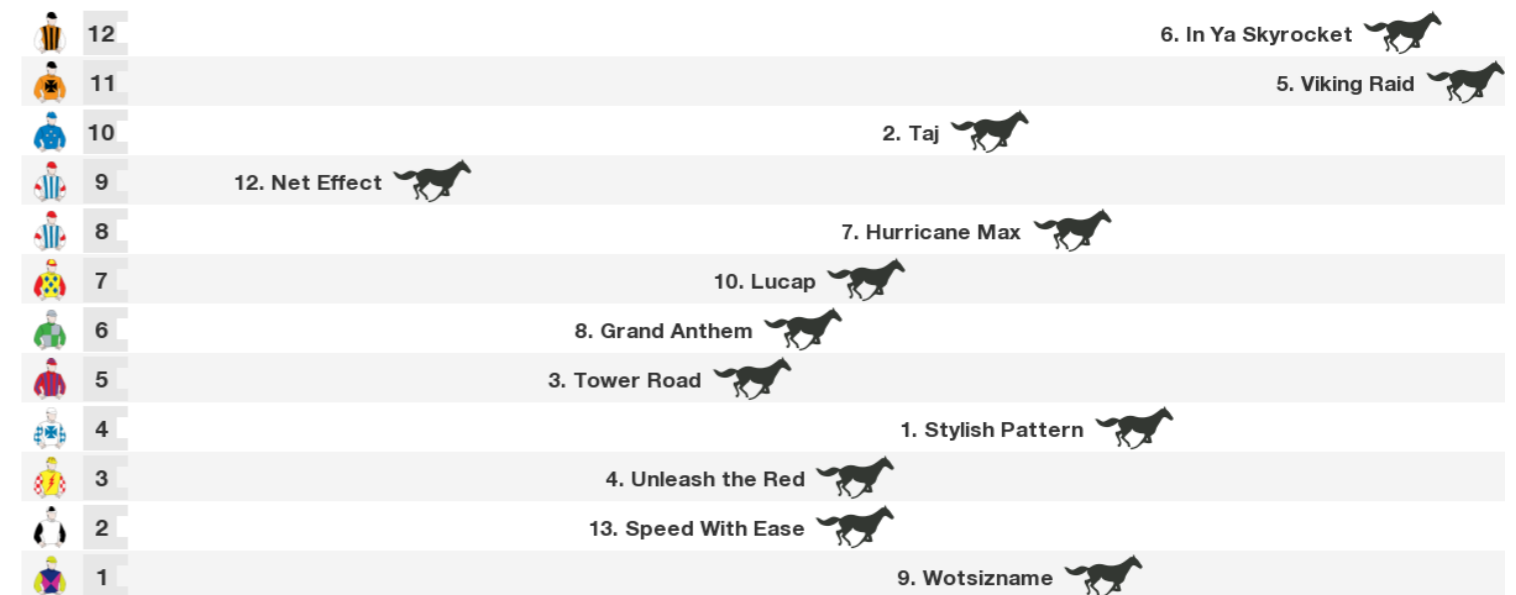 12 6. In Ya Skyrocket
11 5. Viking Raid
10 2. Taj
9 12. Net Effect
8 7. Hurricane Max
7 10. Lucap
6 8. Grand Anthem
5 3. Tower Road
4 1. Stylish Pattern
3 4. Unleash the Red
2 13. Speed With Ease
1 9. Wotsizname